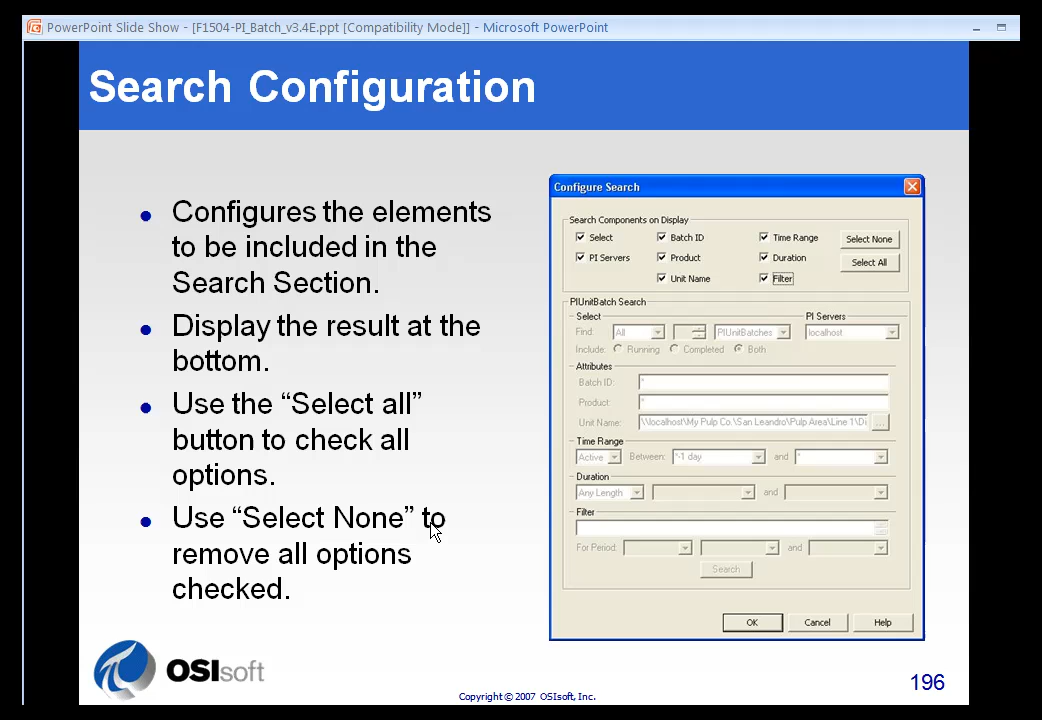 PowerPoint Slide Show - [F1504-PI_Batch_v3.4E.ppt [Compatibility Mode]] - Microsoft PowerPoint
Search Configuration
• Configures the elements
to be included in the
Search Section.
• Display the result at the
bottom.
• Use the “Select all”
button to check all
options.
• Use “Select None” to
remove all options
checked.
Configure Search
Search Components on Display
Select Batch ID Time Range Select None
PI Servers Product Duration Select All
Unit Name Filter
PIUnitBatch Search
Select PI Servers
Find: All PIUnitBatches localhost
Include: Running Completed Both
Attributes
Batch ID: *
Product: *
Unit Name: \\localhost\My Pulp Co.\San Leandro\Pulp Area\Line 1\Di ...
Time Range
Active Between: *-1 day and *
Duration
Any Length and
Filter
For Period: and
Search
OK Cancel Help
OSIsoft
Copyright © 2007 OSIsoft, Inc.
196